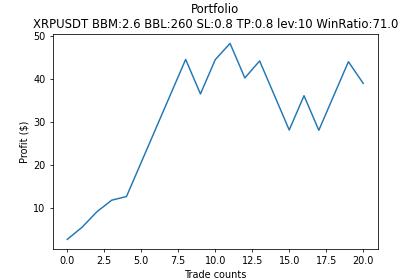 Portfolio
XRPUSDT BBM:2.6 BBL:260 SL:0.8 TP:0.8 lev:10 WinRatio:71.0
50
40
30
20
10
Profit ($)
0.0 2.5 5.0 7.5 10.0 12.5 15.0 17.5 20.0
Trade counts